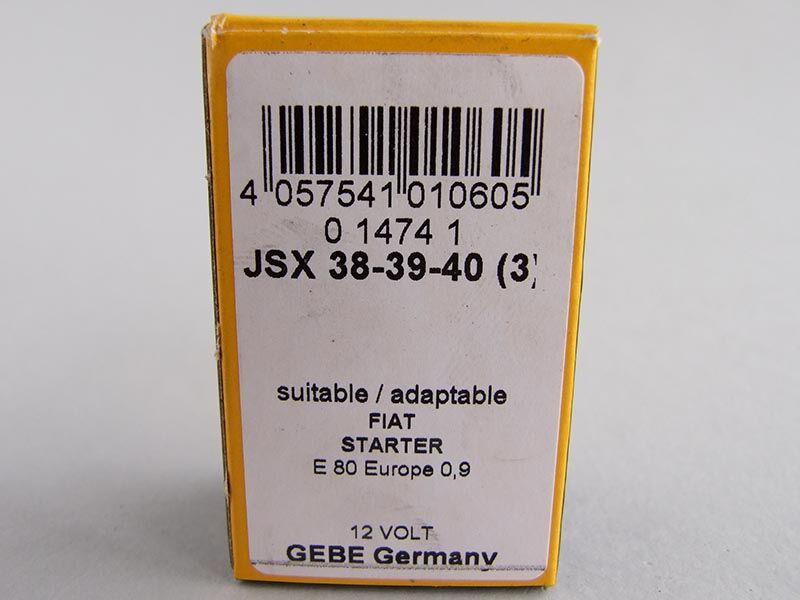 4 057541 010605
0 1474 1
JSX 38-39-40 (3)
suitable / adaptable
FIAT
STARTER
E 80 Europe 0,9
12 VOLT
GEBE Germany